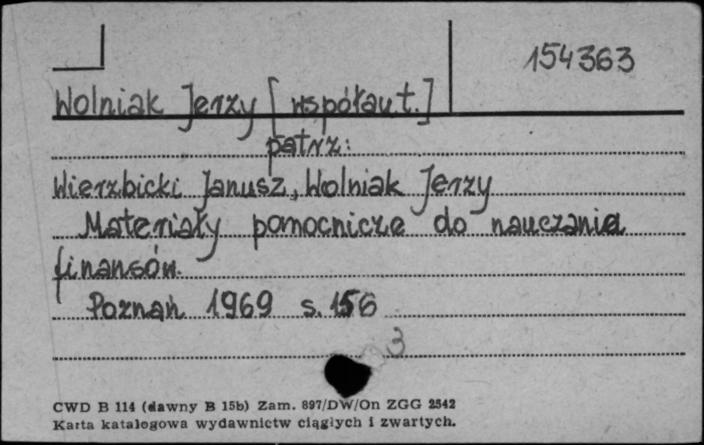 154363
Wolniak Jerzy [współaut.]
patrz:
Wierzbicki Janusz, Wolniak Jerzy
Materiały pomocnicze do nauczania
finansów.
Poznań 1969 s. 156
3
CWD B 114 (dawny B 15b) Zam. 897/DW/On ZGG 2542
Karta katalogowa wydawnictw ciągłych i zwartych.